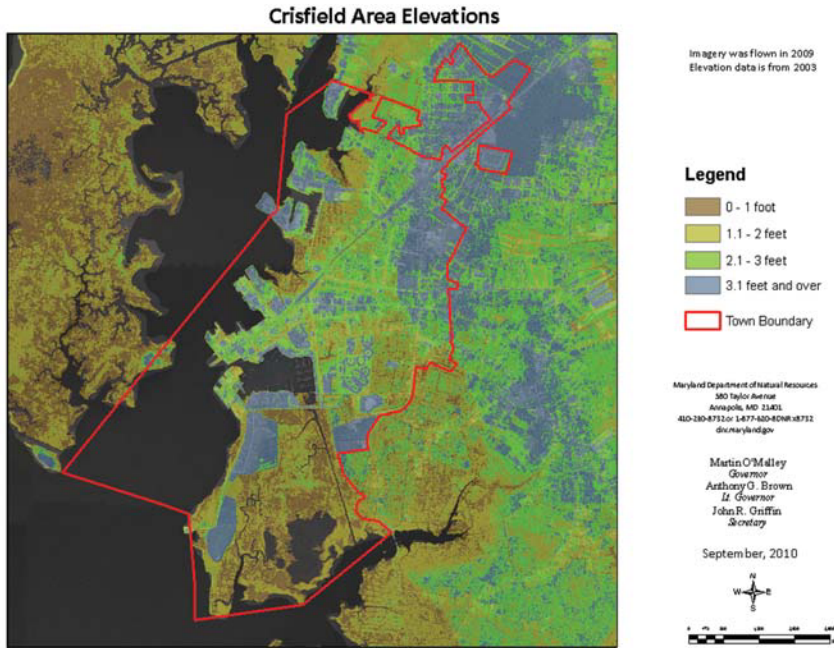 Crisfield Area Elevations
Imagery was flown in 2009
Elevation data is from 2003
Legend
0 - 1 foot
1.1 - 2 feet
2.1 - 3 feet
3.1 feet and over
Town Boundary
Maryland Department of Natural Resources
580 Taylor Avenue
Annapolis, MD 21401
dnr.maryland.gov
Martin O'Malley
Governor
Anthony G. Brown
Lt. Governor
John R. Griffin
Secretary
September, 2010
N
W
E
S